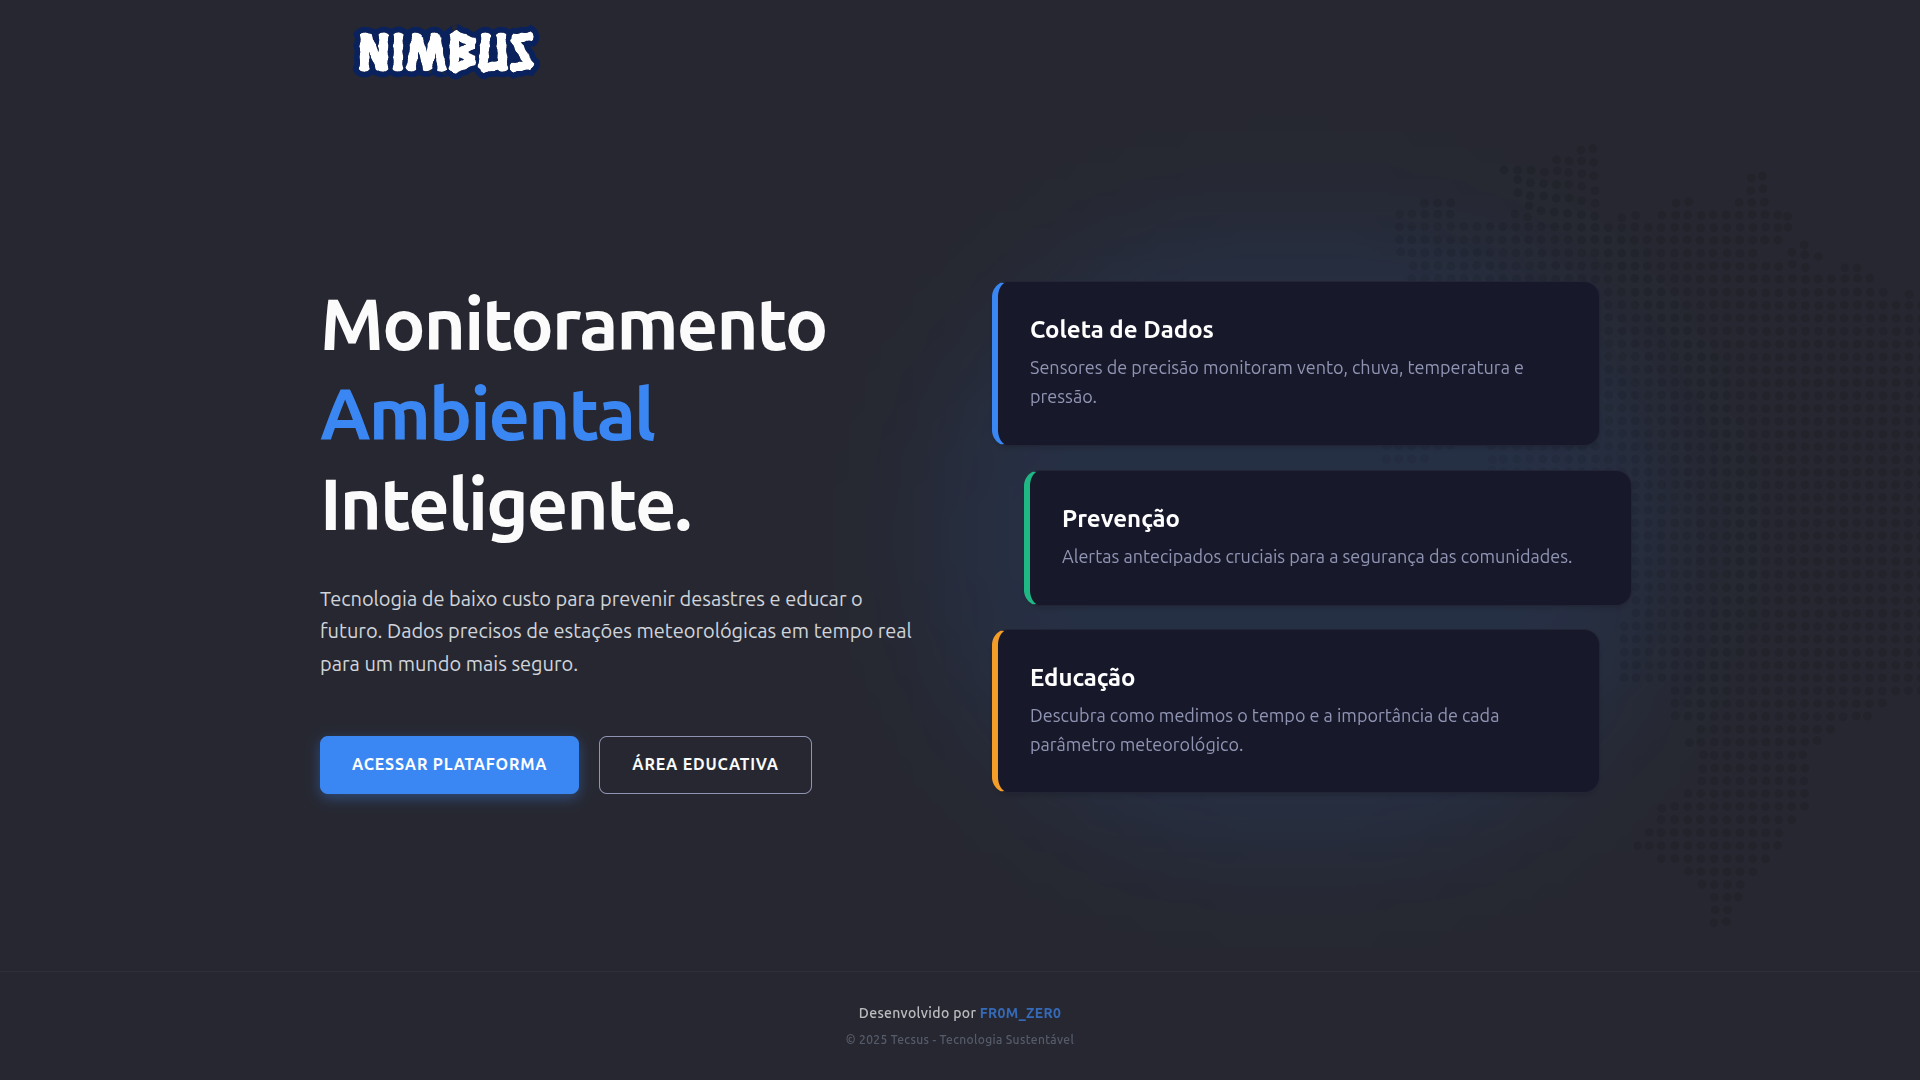 NIMBUS
Monitoramento
Ambiental
Inteligente.
Tecnologia de baixo custo para prevenir desastres e educar o
futuro. Dados precisos de estações meteorológicas em tempo real
para um mundo mais seguro.
ACESSAR PLATAFORMA
ÁREA EDUCATIVA
Coleta de Dados
Sensores de precisão monitoram vento, chuva, temperatura e
pressão.
Prevenção
Alertas antecipados cruciais para a segurança das comunidades.
Educação
Descubra como medimos o tempo e a importância de cada
parâmetro meteorológico.
Desenvolvido por FR0M_ZER0
© 2025 Tecsus - Tecnologia Sustentável